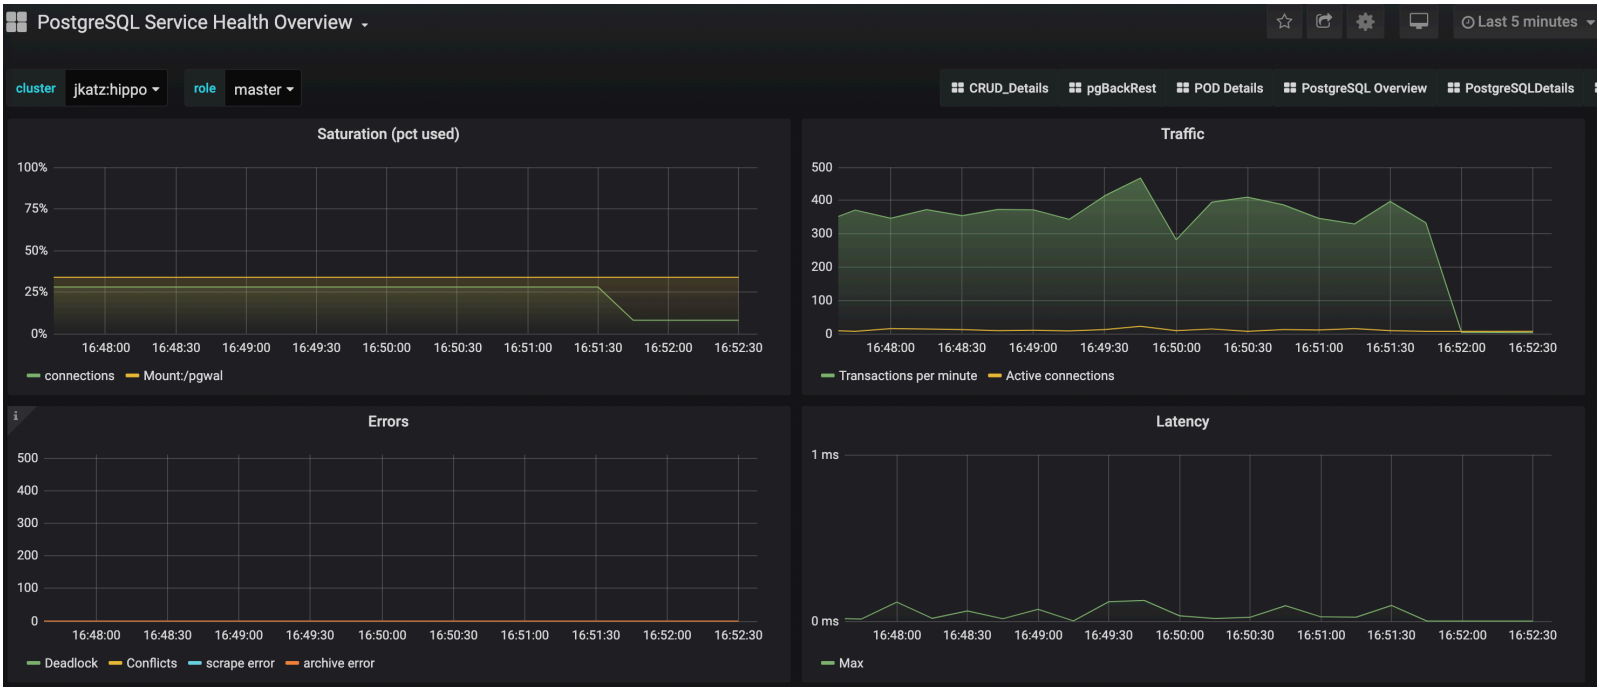 PostgreSQL Service Health Overview
Last 5 minutes
cluster jkatz:hippo role master
CRUD_Details pgBackRest POD Details PostgreSQL Overview PostgreSQLDetails
Saturation (pct used)
100%
75%
50%
25%
0%
16:48:00 16:48:30 16:49:00 16:49:30 16:50:00 16:50:30 16:51:00 16:51:30 16:52:00 16:52:30
connections Mount:/pgwal
Traffic
500
400
300
200
100
0
16:48:00 16:48:30 16:49:00 16:49:30 16:50:00 16:50:30 16:51:00 16:51:30 16:52:00 16:52:30
Transactions per minute Active connections
i
Errors
500
400
300
200
100
0
16:48:00 16:48:30 16:49:00 16:49:30 16:50:00 16:50:30 16:51:00 16:51:30 16:52:00 16:52:30
Deadlock Conflicts scrape error archive error
Latency
1 ms
0 ms
16:48:00 16:48:30 16:49:00 16:49:30 16:50:00 16:50:30 16:51:00 16:51:30 16:52:00 16:52:30
Max